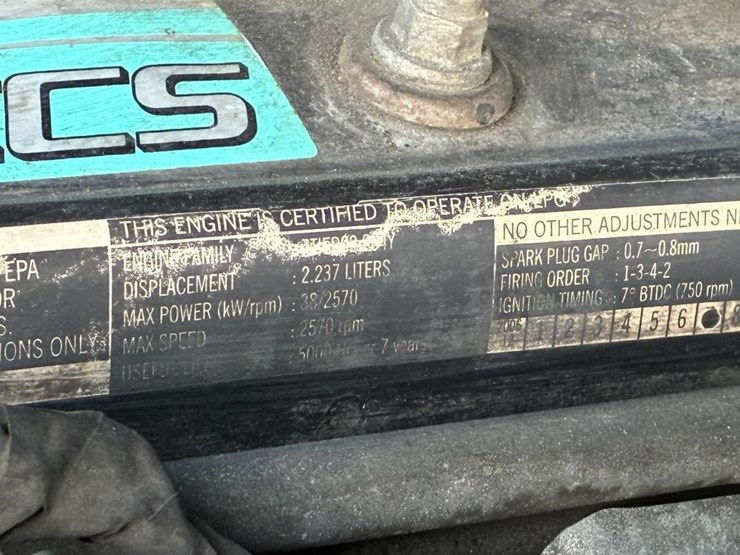 CS
THIS ENGINE IS CERTIFIED TO OPERATE ON LPG
EPA
OR
S.
IONS ONLY
ENGINE FAMILY
DISPLACEMENT : 2.237 LITERS
MAX POWER (kW/rpm) : 38/2570
MAX SPEED : 2570 rpm
: 5000 7 years
NO OTHER ADJUSTMENTS
SPARK PLUG GAP : 0.7~0.8mm
FIRING ORDER : 1-3-4-2
IGNITION TIMING : 7° BTDC (750 rpm)
1 2 3 4 5 6